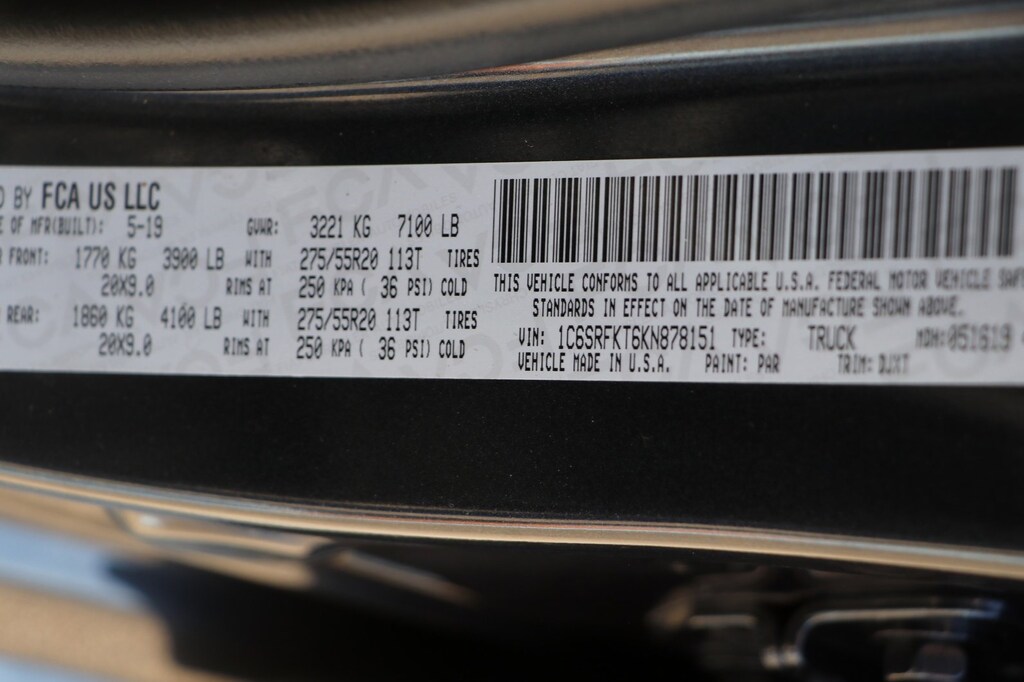 D BY FCA US LLC
E OF MFR(BUILT): 5-19 GVWR: 3221 KG 7100 LB
FRONT: 1770 KG 3900 LB WITH 275/55R20 113T TIRES
20X9.0 RIMS AT 250 KPA ( 36 PSI) COLD
REAR: 1860 KG 4100 LB WITH 275/55R20 113T TIRES
20X9.0 RIMS AT 250 KPA ( 36 PSI) COLD
THIS VEHICLE CONFORMS TO ALL APPLICABLE U.S.A. FEDERAL MOTOR VEHICLE SAF
STANDARDS IN EFFECT ON THE DATE OF MANUFACTURE SHOWN ABOVE.
VIN: 1C6SRFKT6KN878151 TYPE: TRUCK MDH:051619
VEHICLE MADE IN U.S.A. PAINT: PAR TRIM: DJXT